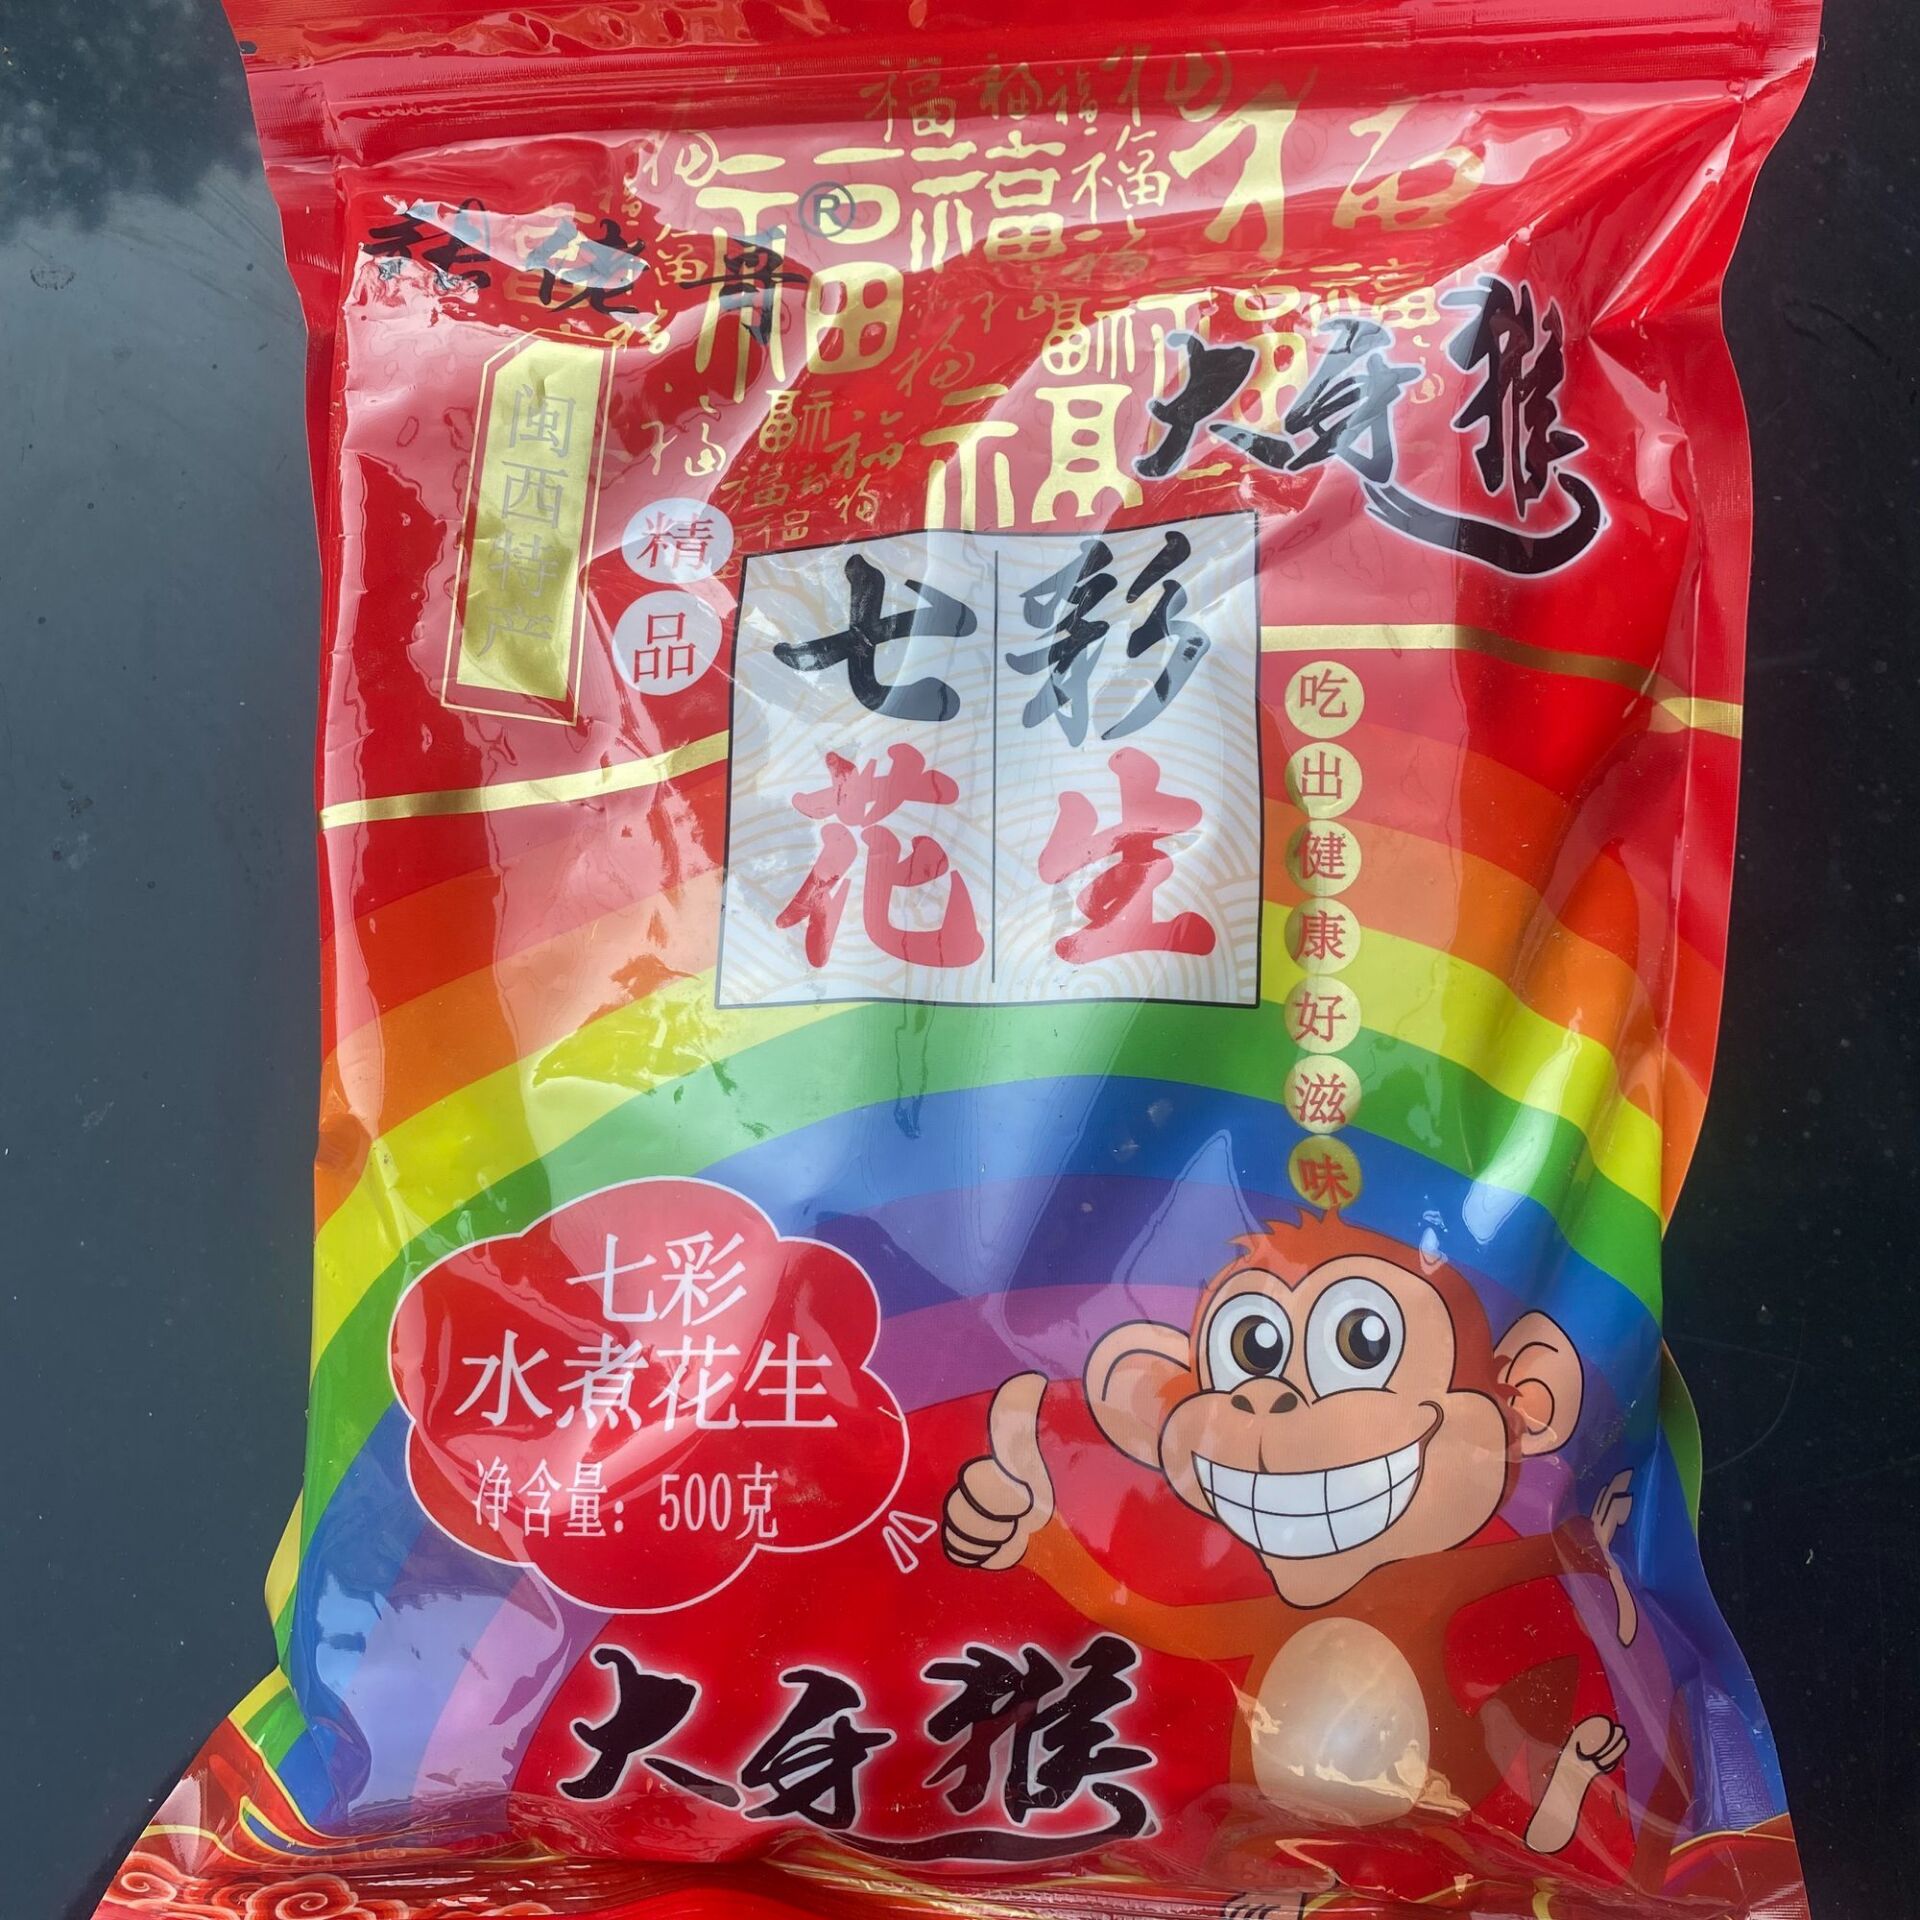 福
®
大牙猴
闽西特产
精品
七彩
花生
吃出健康好滋味
七彩
水煮花生
净含量：500克
大牙猴